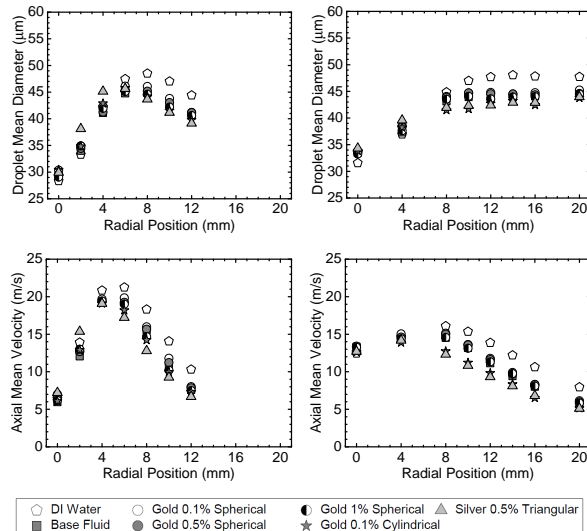 60
55
50
45
40
35
30
25
Droplet Mean Diameter (µm)
0 4 8 12 16 20
Radial Position (mm)
60
55
50
45
40
35
30
25
Droplet Mean Diameter (µm)
0 4 8 12 16 20
Radial Position (mm)
25
20
15
10
5
0
Axial Mean Velocity (m/s)
0 4 8 12 16 20
Radial Position (mm)
25
20
15
10
5
0
Axial Mean Velocity (m/s)
0 4 8 12 16 20
Radial Position (mm)
DI Water Gold 0.1% Spherical Gold 1% Spherical Silver 0.5% Triangular
Base Fluid Gold 0.5% Spherical Gold 0.1% Cylindrical